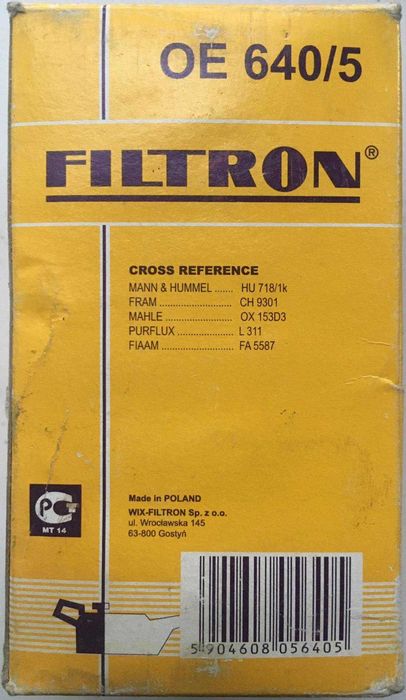 OE 640/5
FILTRON®
CROSS REFERENCE
MANN & HUMMEL ....... HU 718/1k
FRAM ........................... CH 9301
MAHLE ......................... OX 153D3
PURFLUX ..................... L 311
FIAAM ........................... FA 5587
Made in POLAND
WIX-FILTRON Sp. z o.o.
ul. Wrocławska 145
63-800 Gostyń
РСТ
MT 14
5 904608 056405